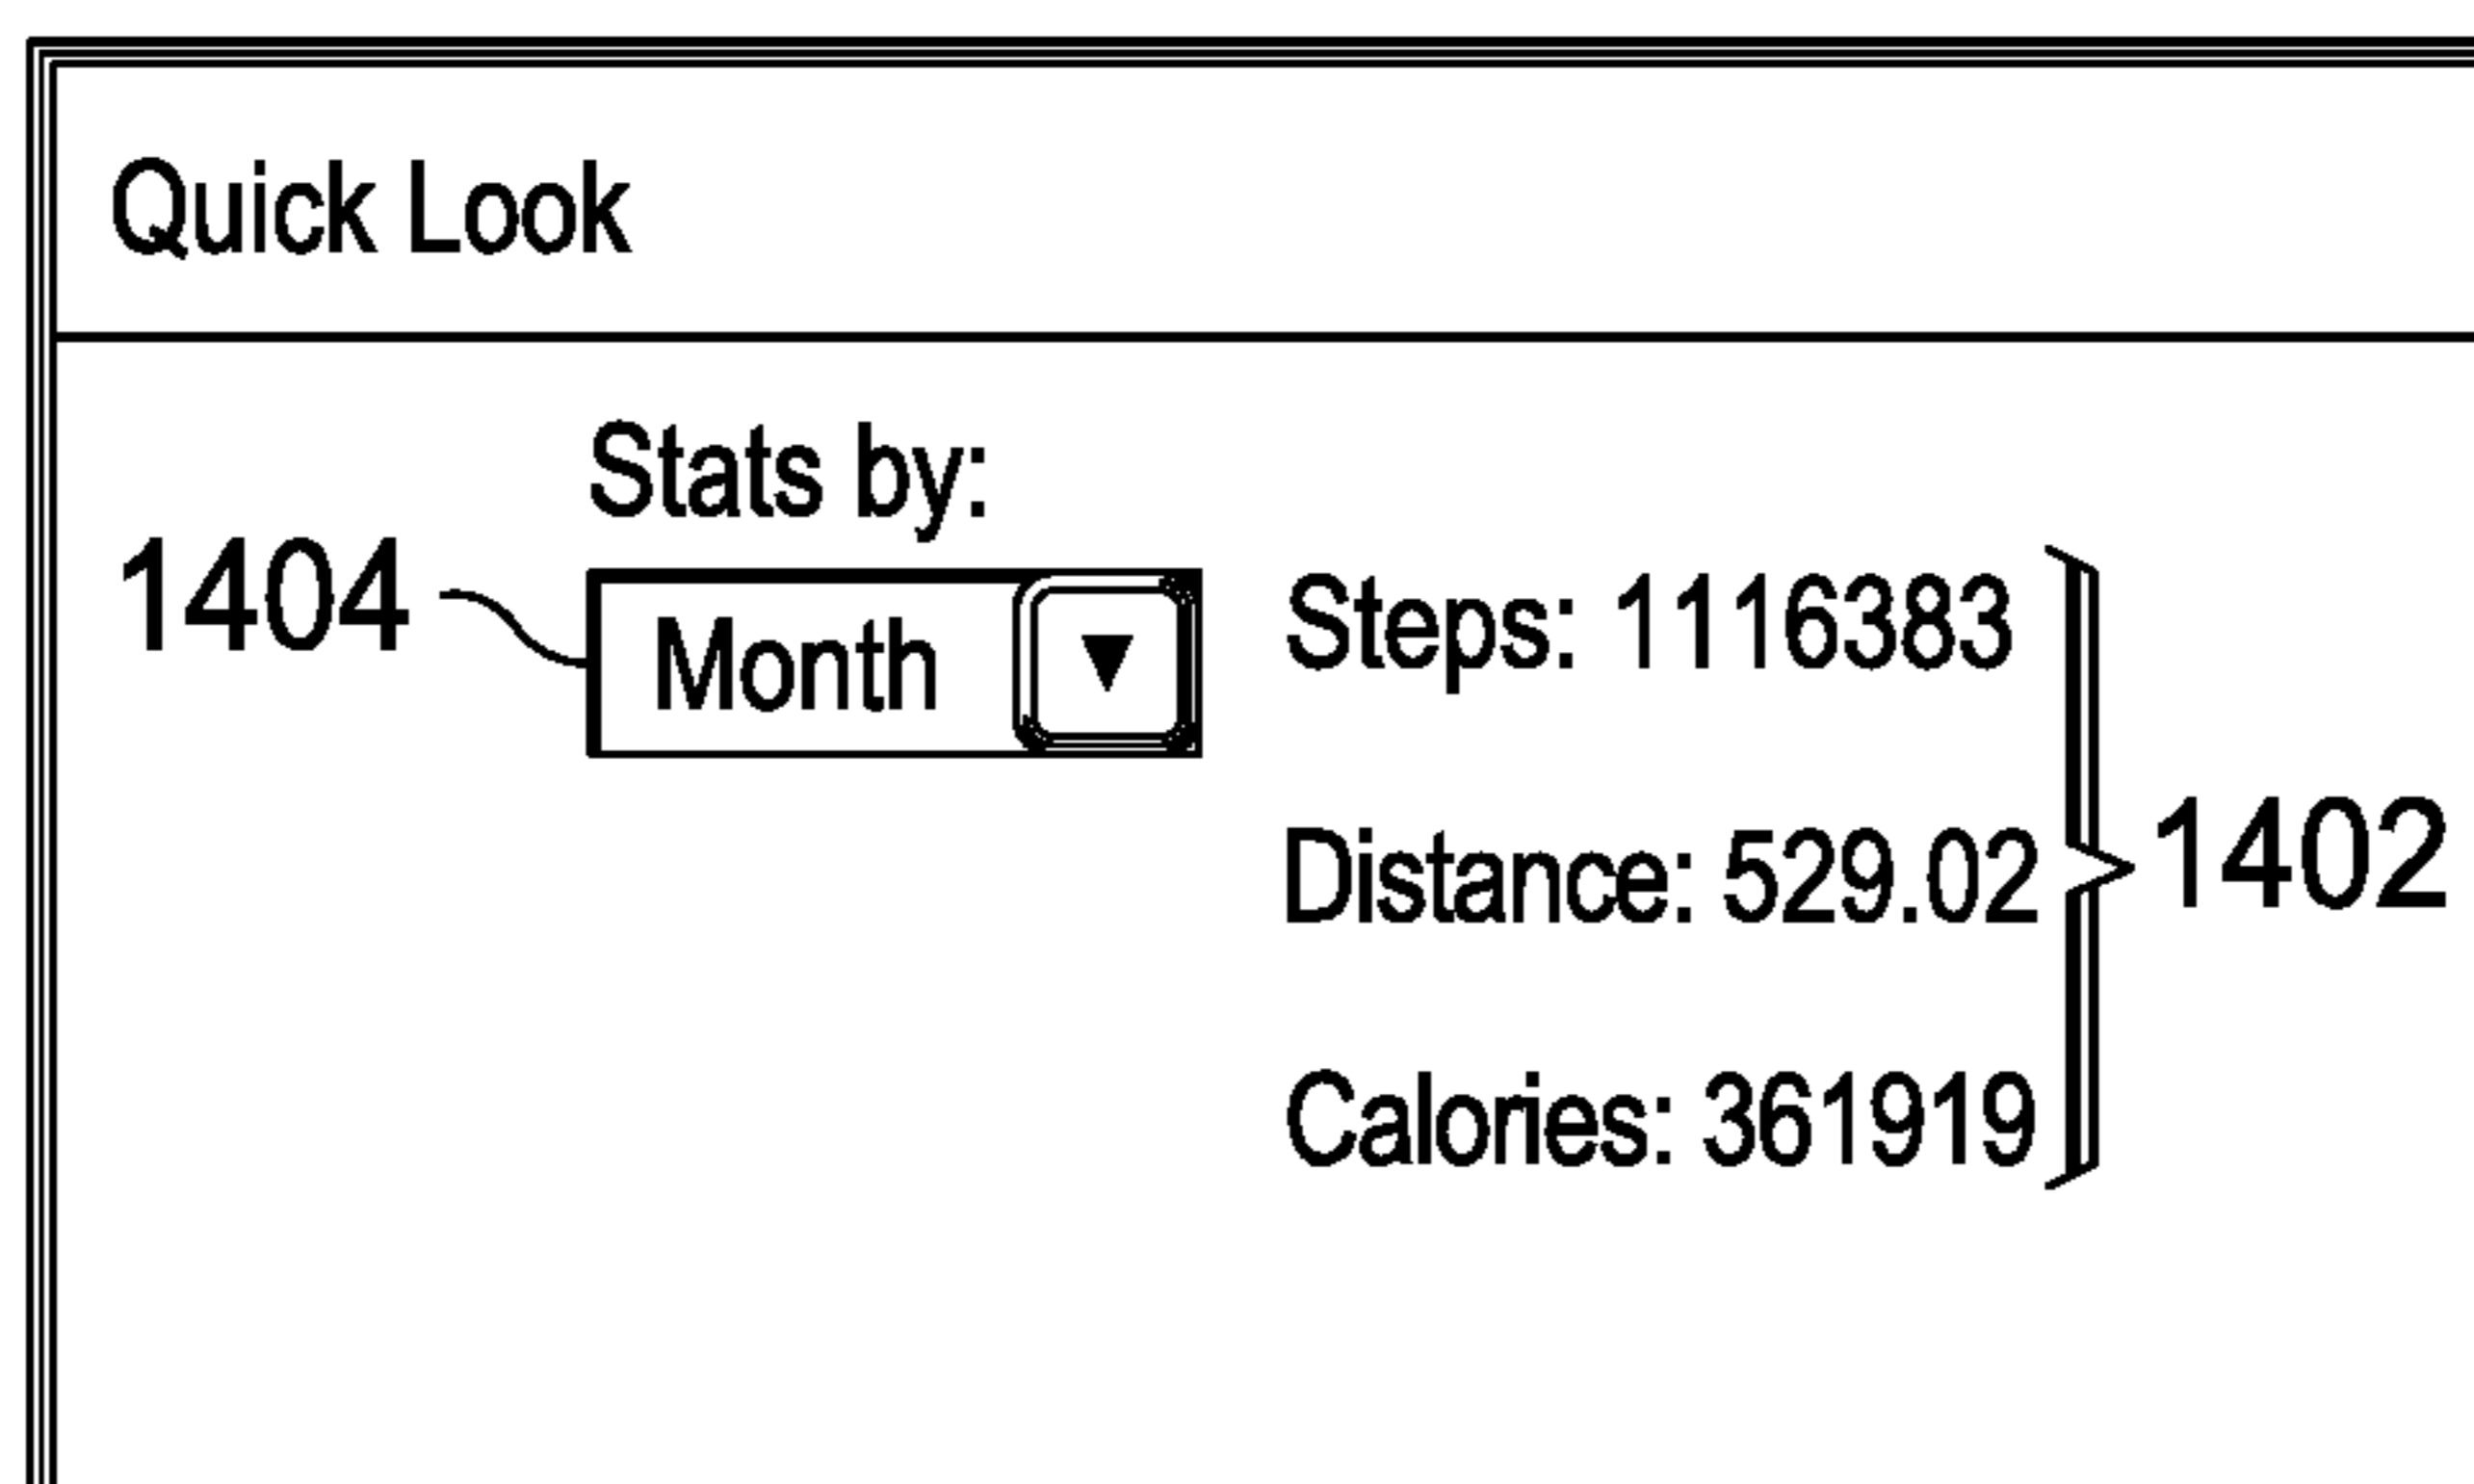 Quick Look
Stats by:
1404
Month
Steps: 1116383
Distance: 529.02
1402
Calories: 361919